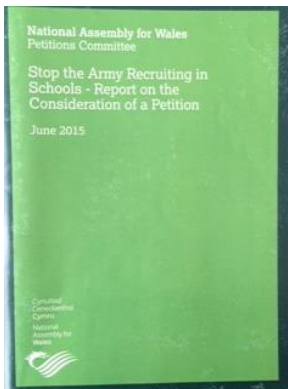 National Assembly for Wales
Petitions Committee
Stop the Army Recruiting in
Schools - Report on the
Consideration of a Petition
June 2015
Cynulliad
Cenedlaethol
Cymru
National
Assembly for
Wales